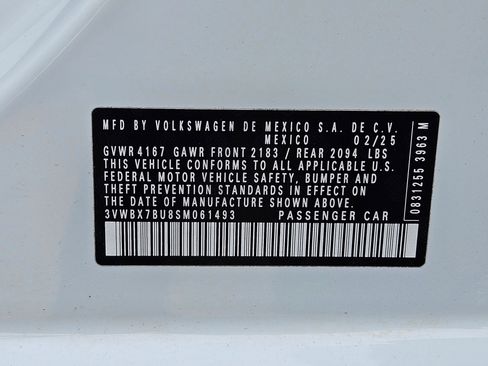 MFD BY VOLKSWAGEN DE MEXICO S.A. DE C.V.
MEXICO 02/25
GVWR 4167 GAWR FRONT 2183 / REAR 2094 LBS
THIS VEHICLE CONFORMS TO ALL APPLICABLE U.S.
FEDERAL MOTOR VEHICLE SAFETY, BUMPER AND
THEFT PREVENTION STANDARDS IN EFFECT ON
THE DATE OF MANUFACTURE SHOWN ABOVE.
3VWBX7BU8SM061493 PASSENGER CAR
0831255 3963 M